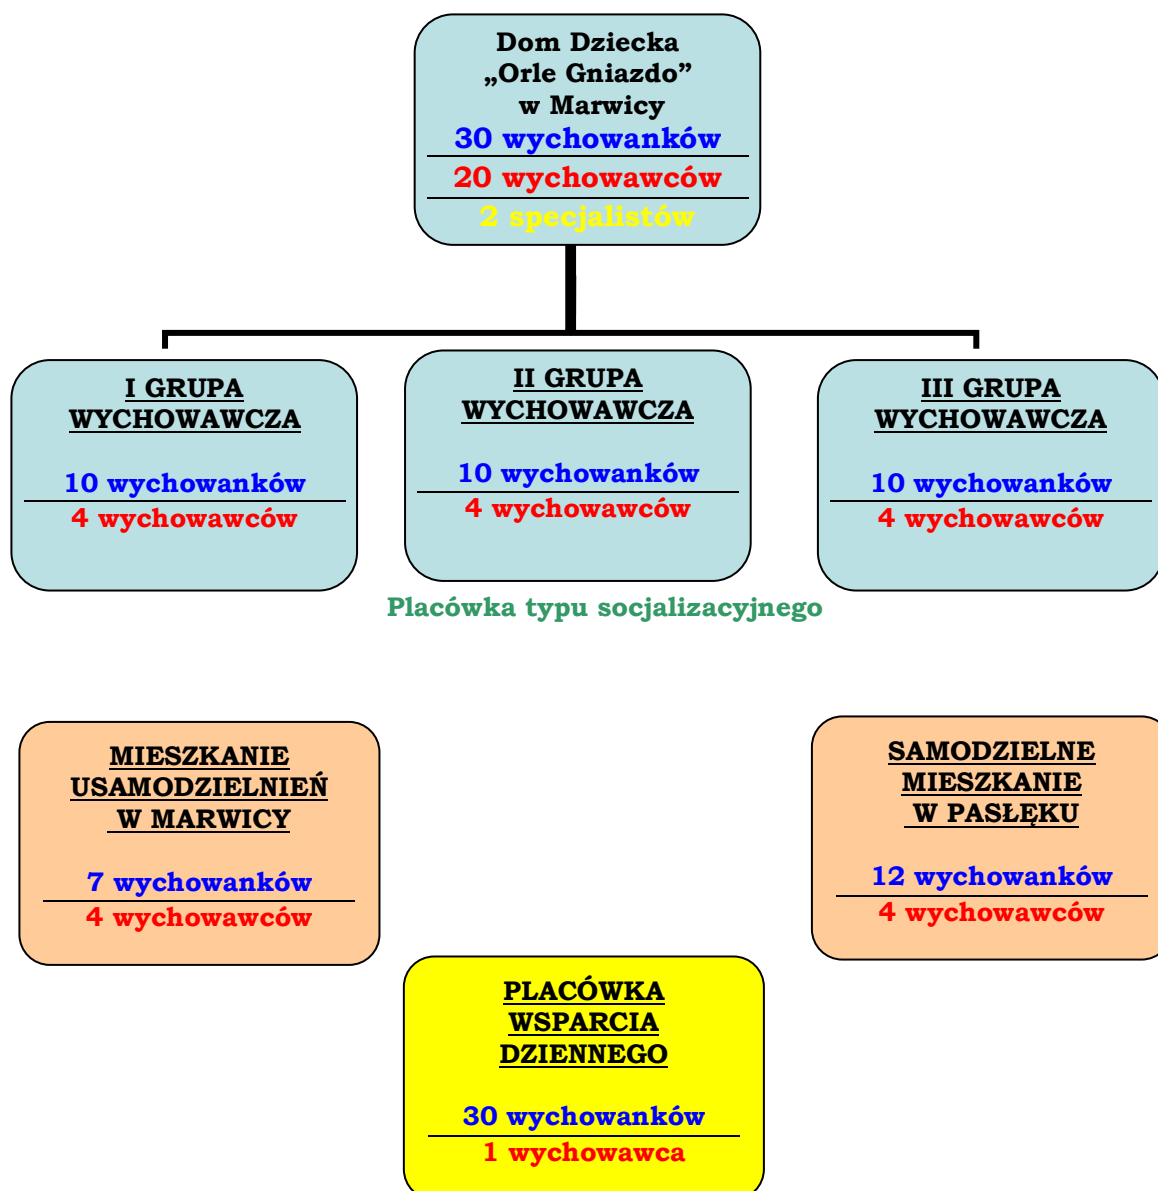 Dom Dziecka
„Orle Gniazdo”
w Marwicy
30 wychowanków
20 wychowawców
2 specjalistów
I GRUPA
WYCHOWAWCZA
10 wychowanków
4 wychowawców
II GRUPA
WYCHOWAWCZA
10 wychowanków
4 wychowawców
III GRUPA
WYCHOWAWCZA
10 wychowanków
4 wychowawców
Placówka typu socjalizacyjnego
MIESZKANIE
USAMODZIELNIEŃ
W MARWICY
7 wychowanków
4 wychowawców
SAMODZIELNE
MIESZKANIE
W PASŁĘKU
12 wychowanków
4 wychowawców
PLACÓWKA
WSPARCIA
DZIENNEGO
30 wychowanków
1 wychowawca